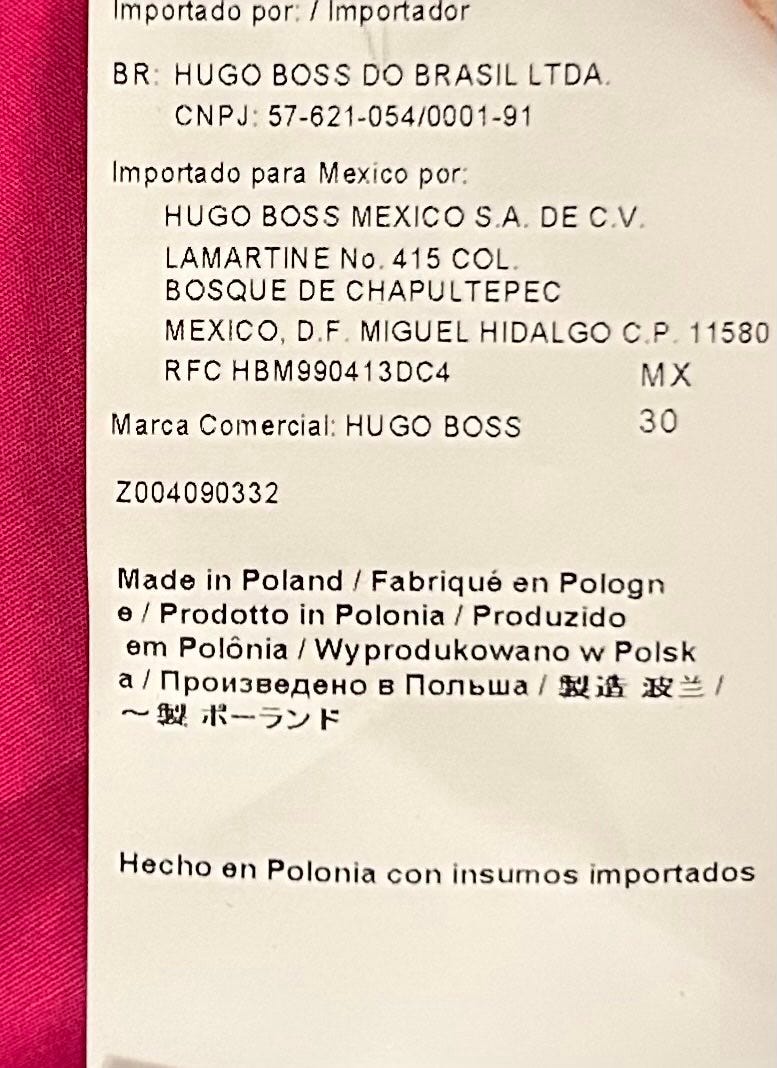 Importado por: / Importador
BR: HUGO BOSS DO BRASIL LTDA.
CNPJ: 57-621-054/0001-91
Importado para Mexico por:
HUGO BOSS MEXICO S.A. DE C.V.
LAMARTINE No. 415 COL.
BOSQUE DE CHAPULTEPEC
MEXICO, D.F. MIGUEL HIDALGO C.P. 11580
RFC HBM990413DC4 MX
Marca Comercial: HUGO BOSS 30
Z004090332
Made in Poland / Fabriqué en Pologn
e / Prodotto in Polonia / Produzido
em Polônia / Wyprodukowano w Polsk
a / Произведено в Польша / 製造 波兰 /
～製 ポーランド
Hecho en Polonia con insumos importados